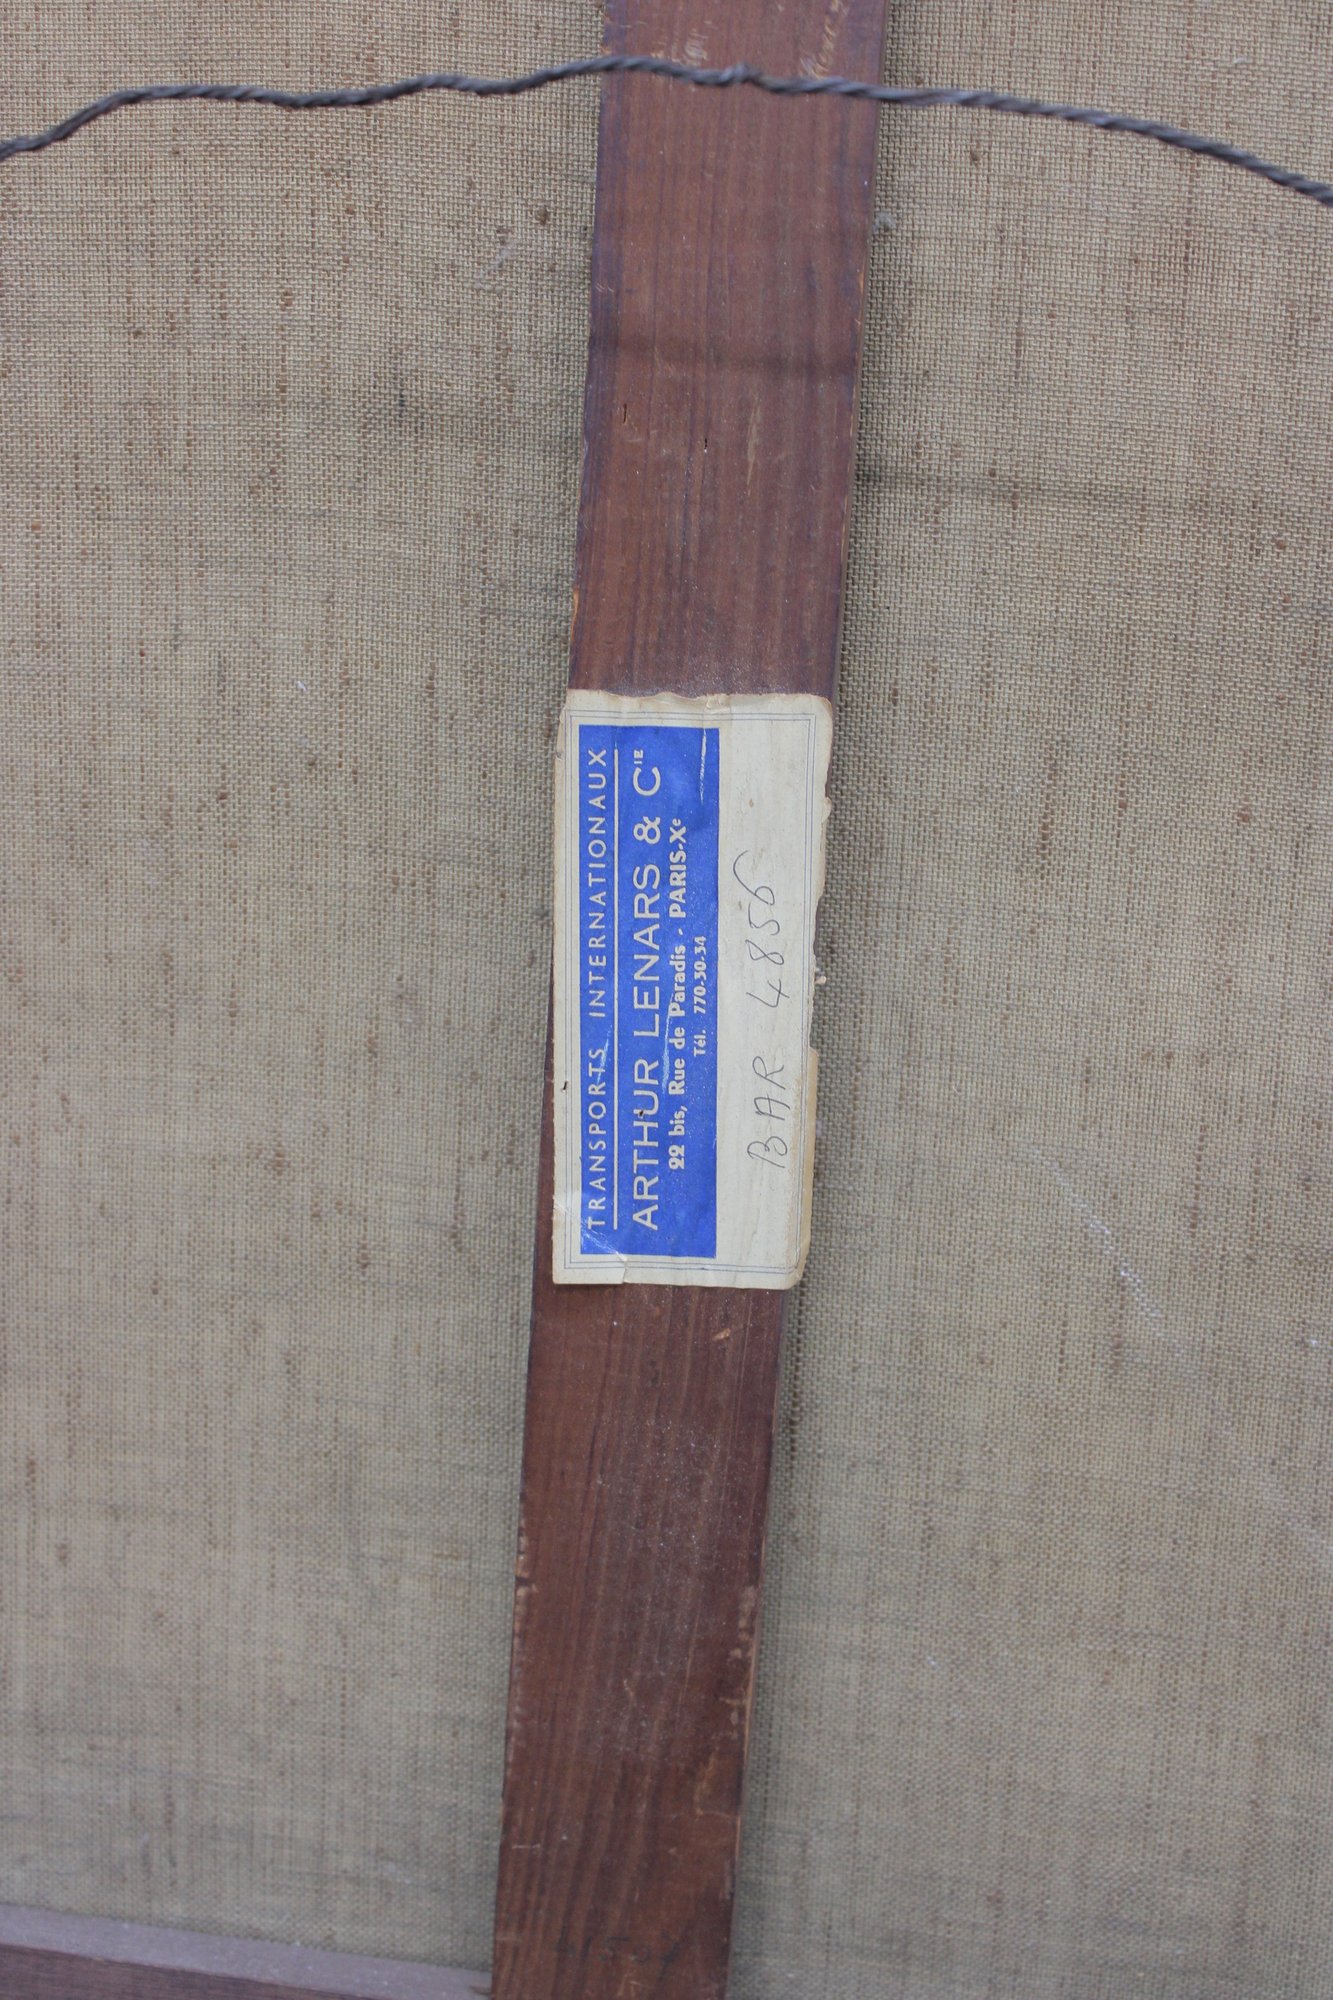 TRANSPORTS INTERNATIONAUX
ARTHUR LENARS & CIE
22 bis, Rue de Paradis - PARIS-Xe
Tél. 770-30-34
BAR 4856